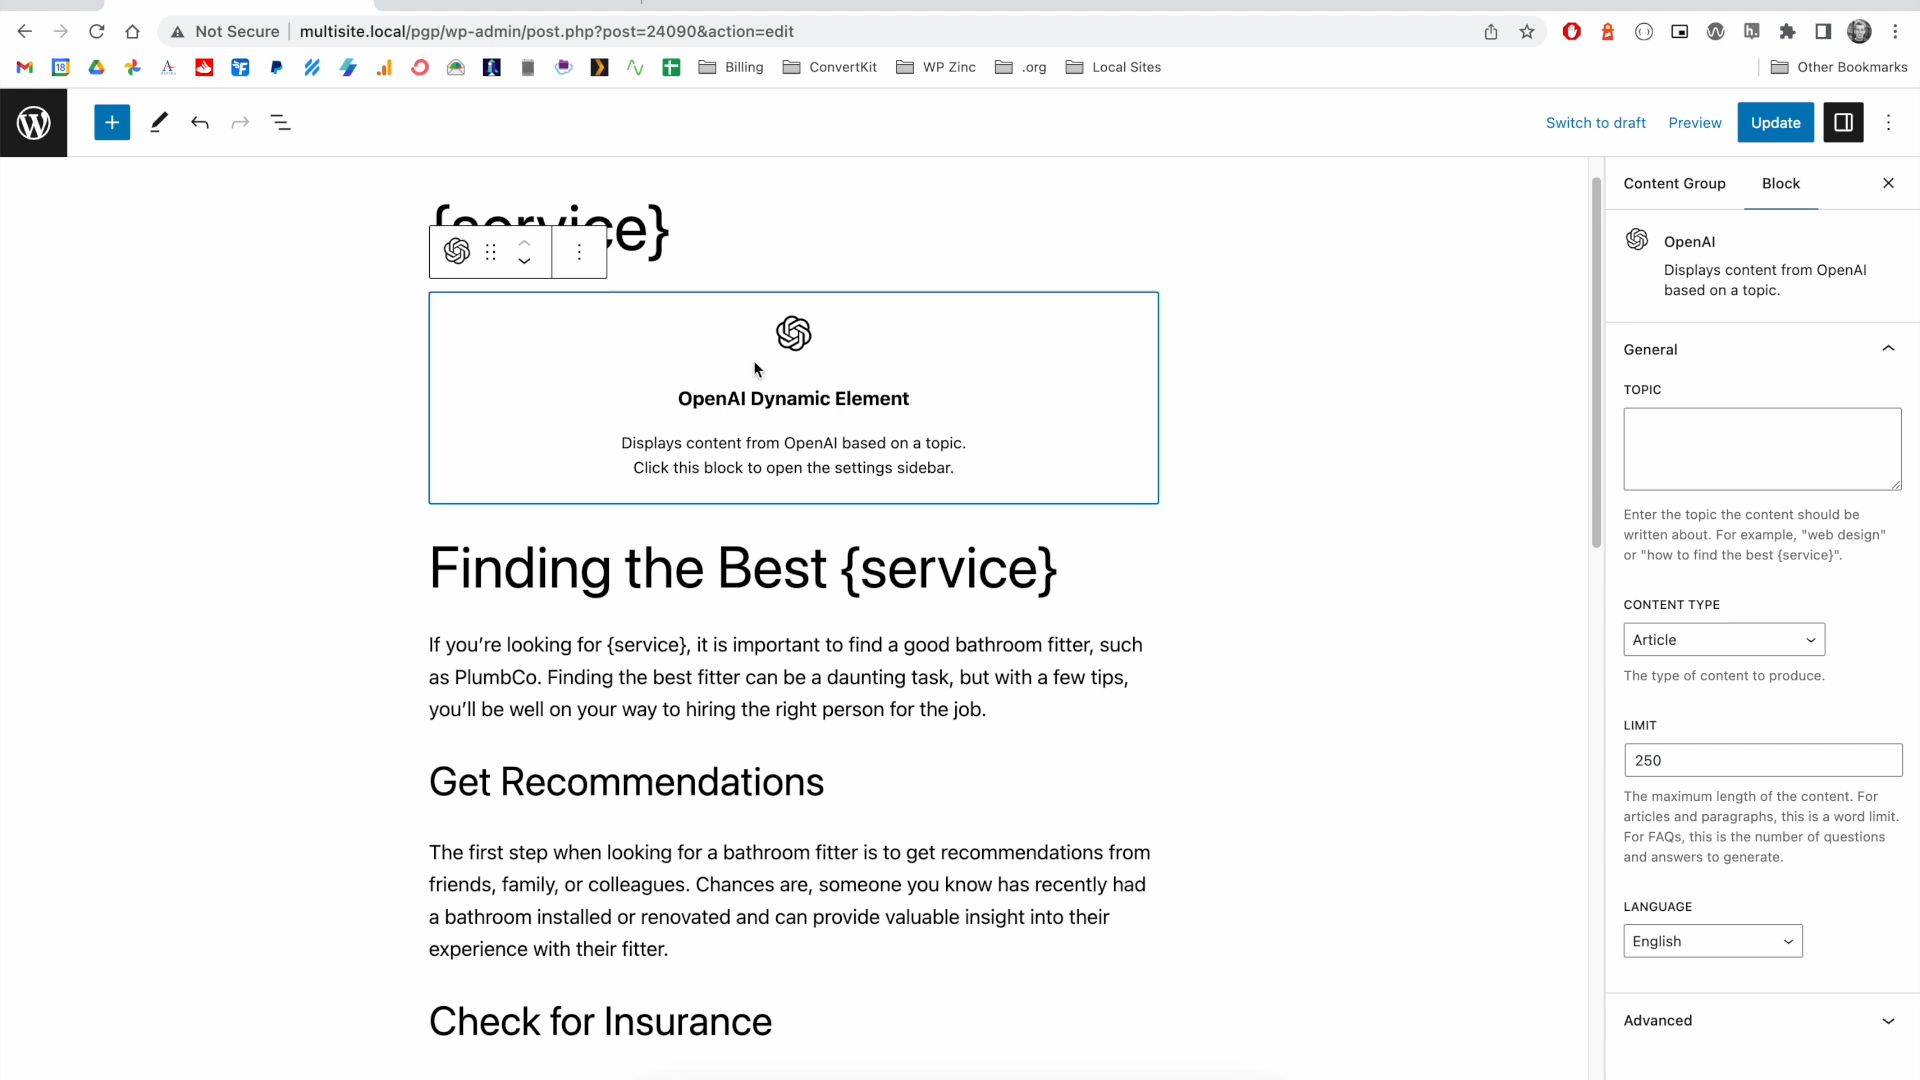 Not Secure
multisite.local/pgp/wp-admin/post.php?post=24090&action=edit
Billing
ConvertKit
WP Zinc
.org
Local Sites
Other Bookmarks
Switch to draft
Preview
Update
{service}
OpenAI Dynamic Element
Displays content from OpenAI based on a topic.
Click this block to open the settings sidebar.
Finding the Best {service}
If you’re looking for {service}, it is important to find a good bathroom fitter, such
as PlumbCo. Finding the best fitter can be a daunting task, but with a few tips,
you’ll be well on your way to hiring the right person for the job.
Get Recommendations
The first step when looking for a bathroom fitter is to get recommendations from
friends, family, or colleagues. Chances are, someone you know has recently had
a bathroom installed or renovated and can provide valuable insight into their
experience with their fitter.
Check for Insurance
Content Group
Block
OpenAI
Displays content from OpenAI
based on a topic.
General
TOPIC
Enter the topic the content should be
written about. For example, "web design"
or "how to find the best {service}".
CONTENT TYPE
Article
The type of content to produce.
LIMIT
250
The maximum length of the content. For
articles and paragraphs, this is a word limit.
For FAQs, this is the number of questions
and answers to generate.
LANGUAGE
English
Advanced